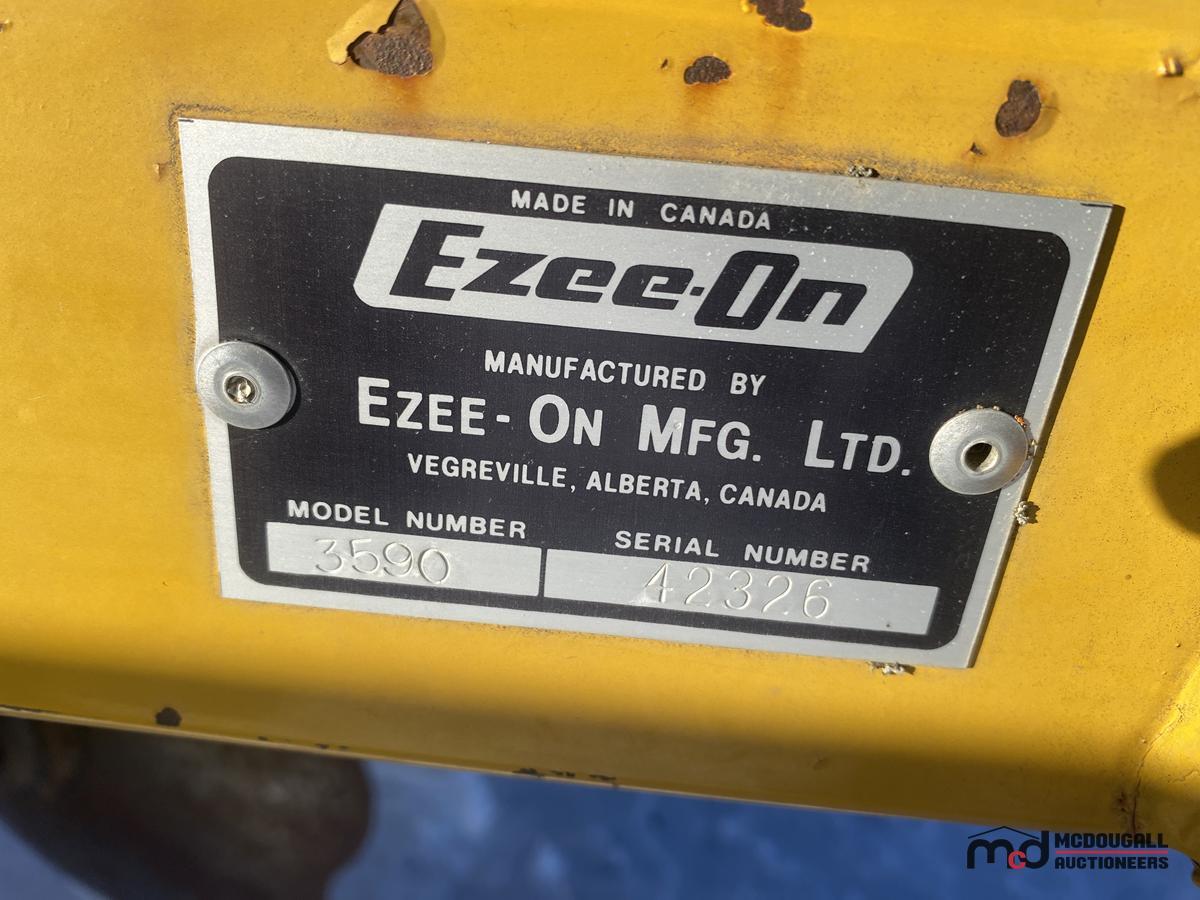 MADE IN CANADA
Ezee-On
MANUFACTURED BY
EZEE-ON MFG. LTD.
VEGREVILLE, ALBERTA, CANADA
MODEL NUMBER SERIAL NUMBER
3590 42326
mcd MCDOUGALL
AUCTIONEERS